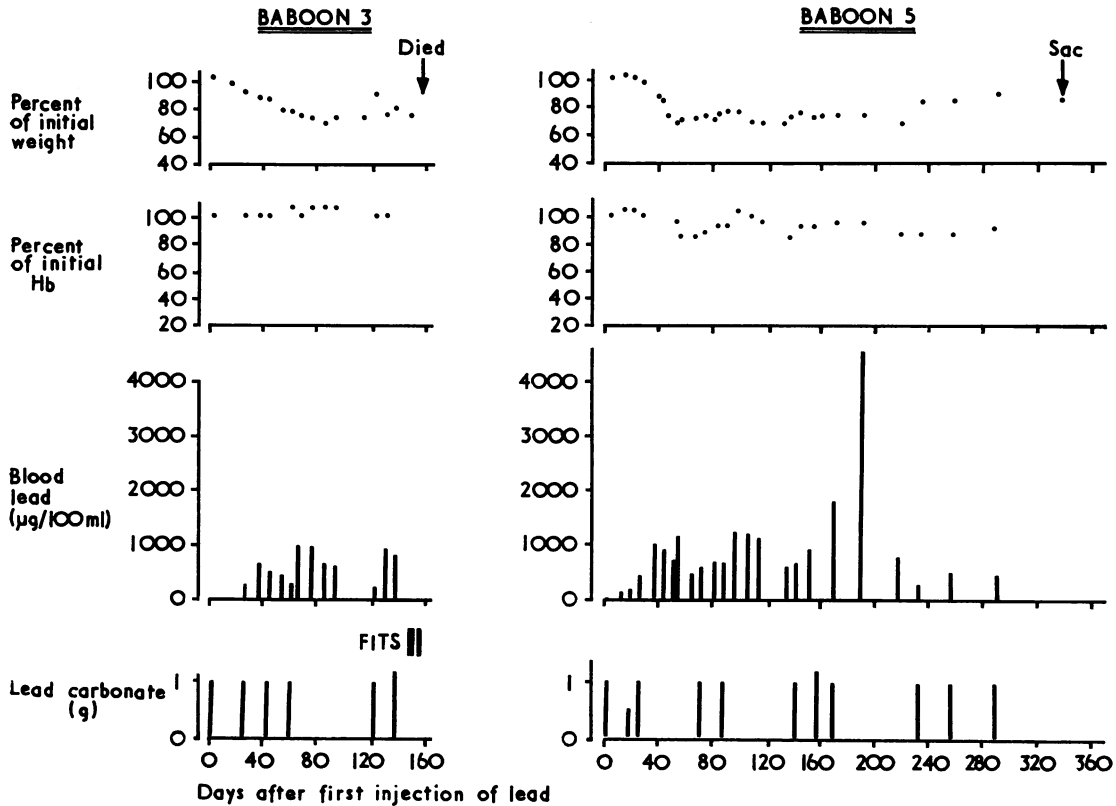 BABOON 3
BABOON 5
Died
Sac
Percent
of initial
weight
100
80
60
40
100
80
60
40
Percent
of initial
Hb
100
80
60
40
20
100
80
60
40
20
Blood
lead
(µg/100ml)
4000
3000
2000
1000
0
4000
3000
2000
1000
0
FITS
Lead carbonate
(g)
1
0
1
0
0 40 80 120 160
0 40 80 120 160 200 240 280 320 360
Days after first injection of lead